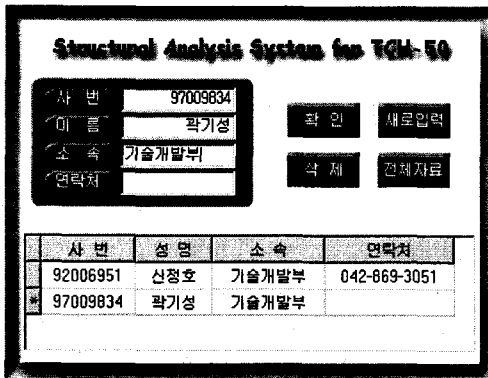 Structural Analysis System for TCM-50
사 번 97009834
이 름 곽기성
소 속 기술개발부
연락처
확 인 새로입력
삭 제 전체자료
사 번 성 명 소 속 연락처
92006951 신정호 기술개발부 042-869-3051
* 97009834 곽기성 기술개발부